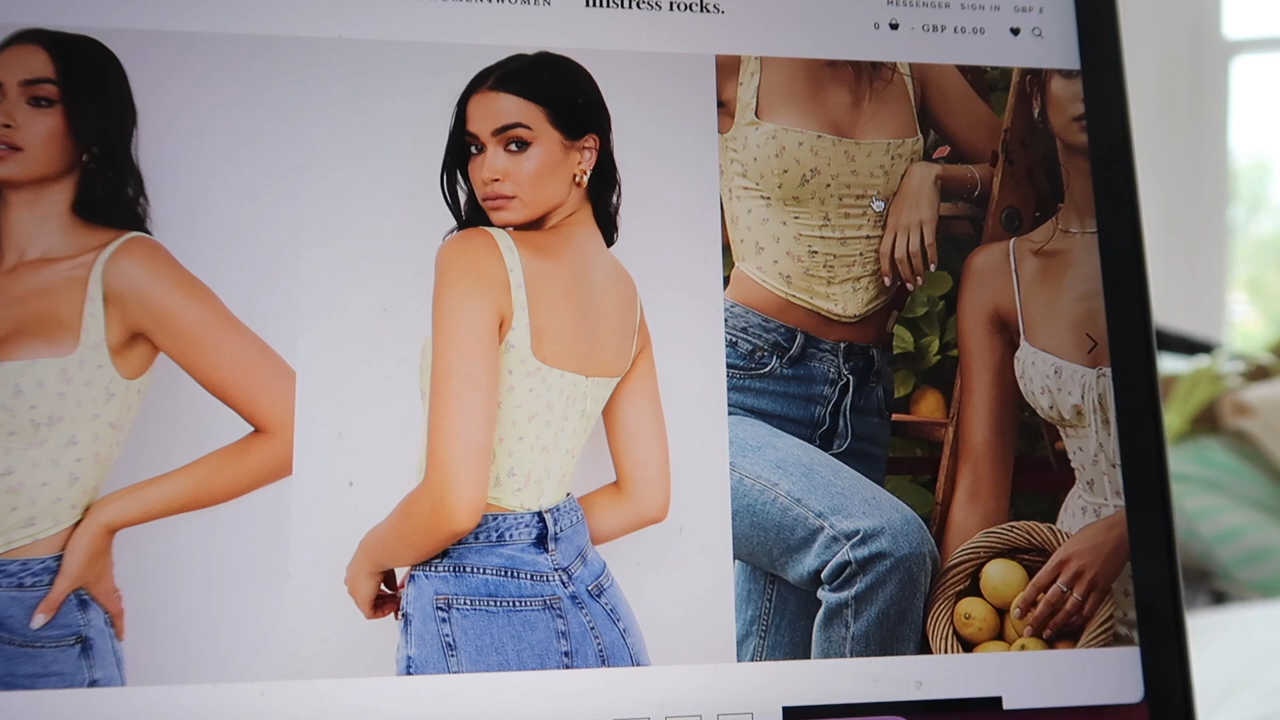 mistress rocks.
MESSENGER SIGN IN GBP £
0 - GBP £0.00